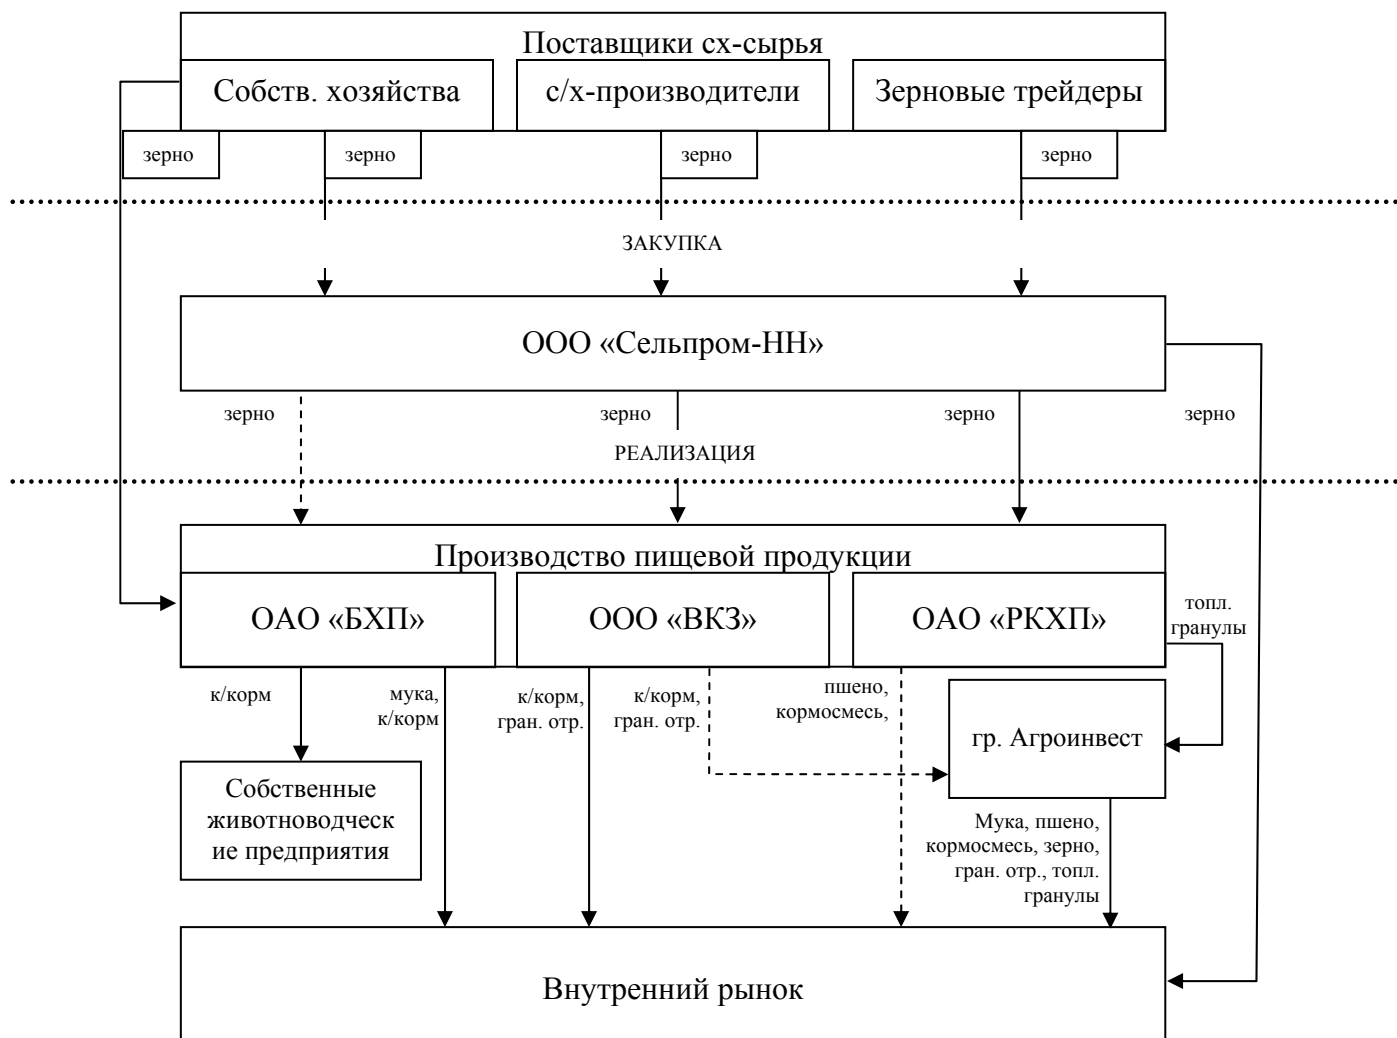 Поставщики сх-сырья
Собств. хозяйства
с/х-производители
Зерновые трейдеры
зерно
зерно
зерно
зерно
ЗАКУПКА
ООО «Сельпром-НН»
зерно
зерно
зерно
зерно
РЕАЛИЗАЦИЯ
Производство пищевой продукции
ОАО «БХП»
ООО «ВКЗ»
ОАО «РКХП»
топл.
гранулы
к/корм
мука,
к/корм
к/корм,
гран. отр.
к/корм,
гран. отр.
пшено,
кормосмесь,
гр. Агроинвест
Собственные
животноводческ
ие предприятия
Мука, пшено,
кормосмесь, зерно,
гран. отр., топл.
гранулы
Внутренний рынок